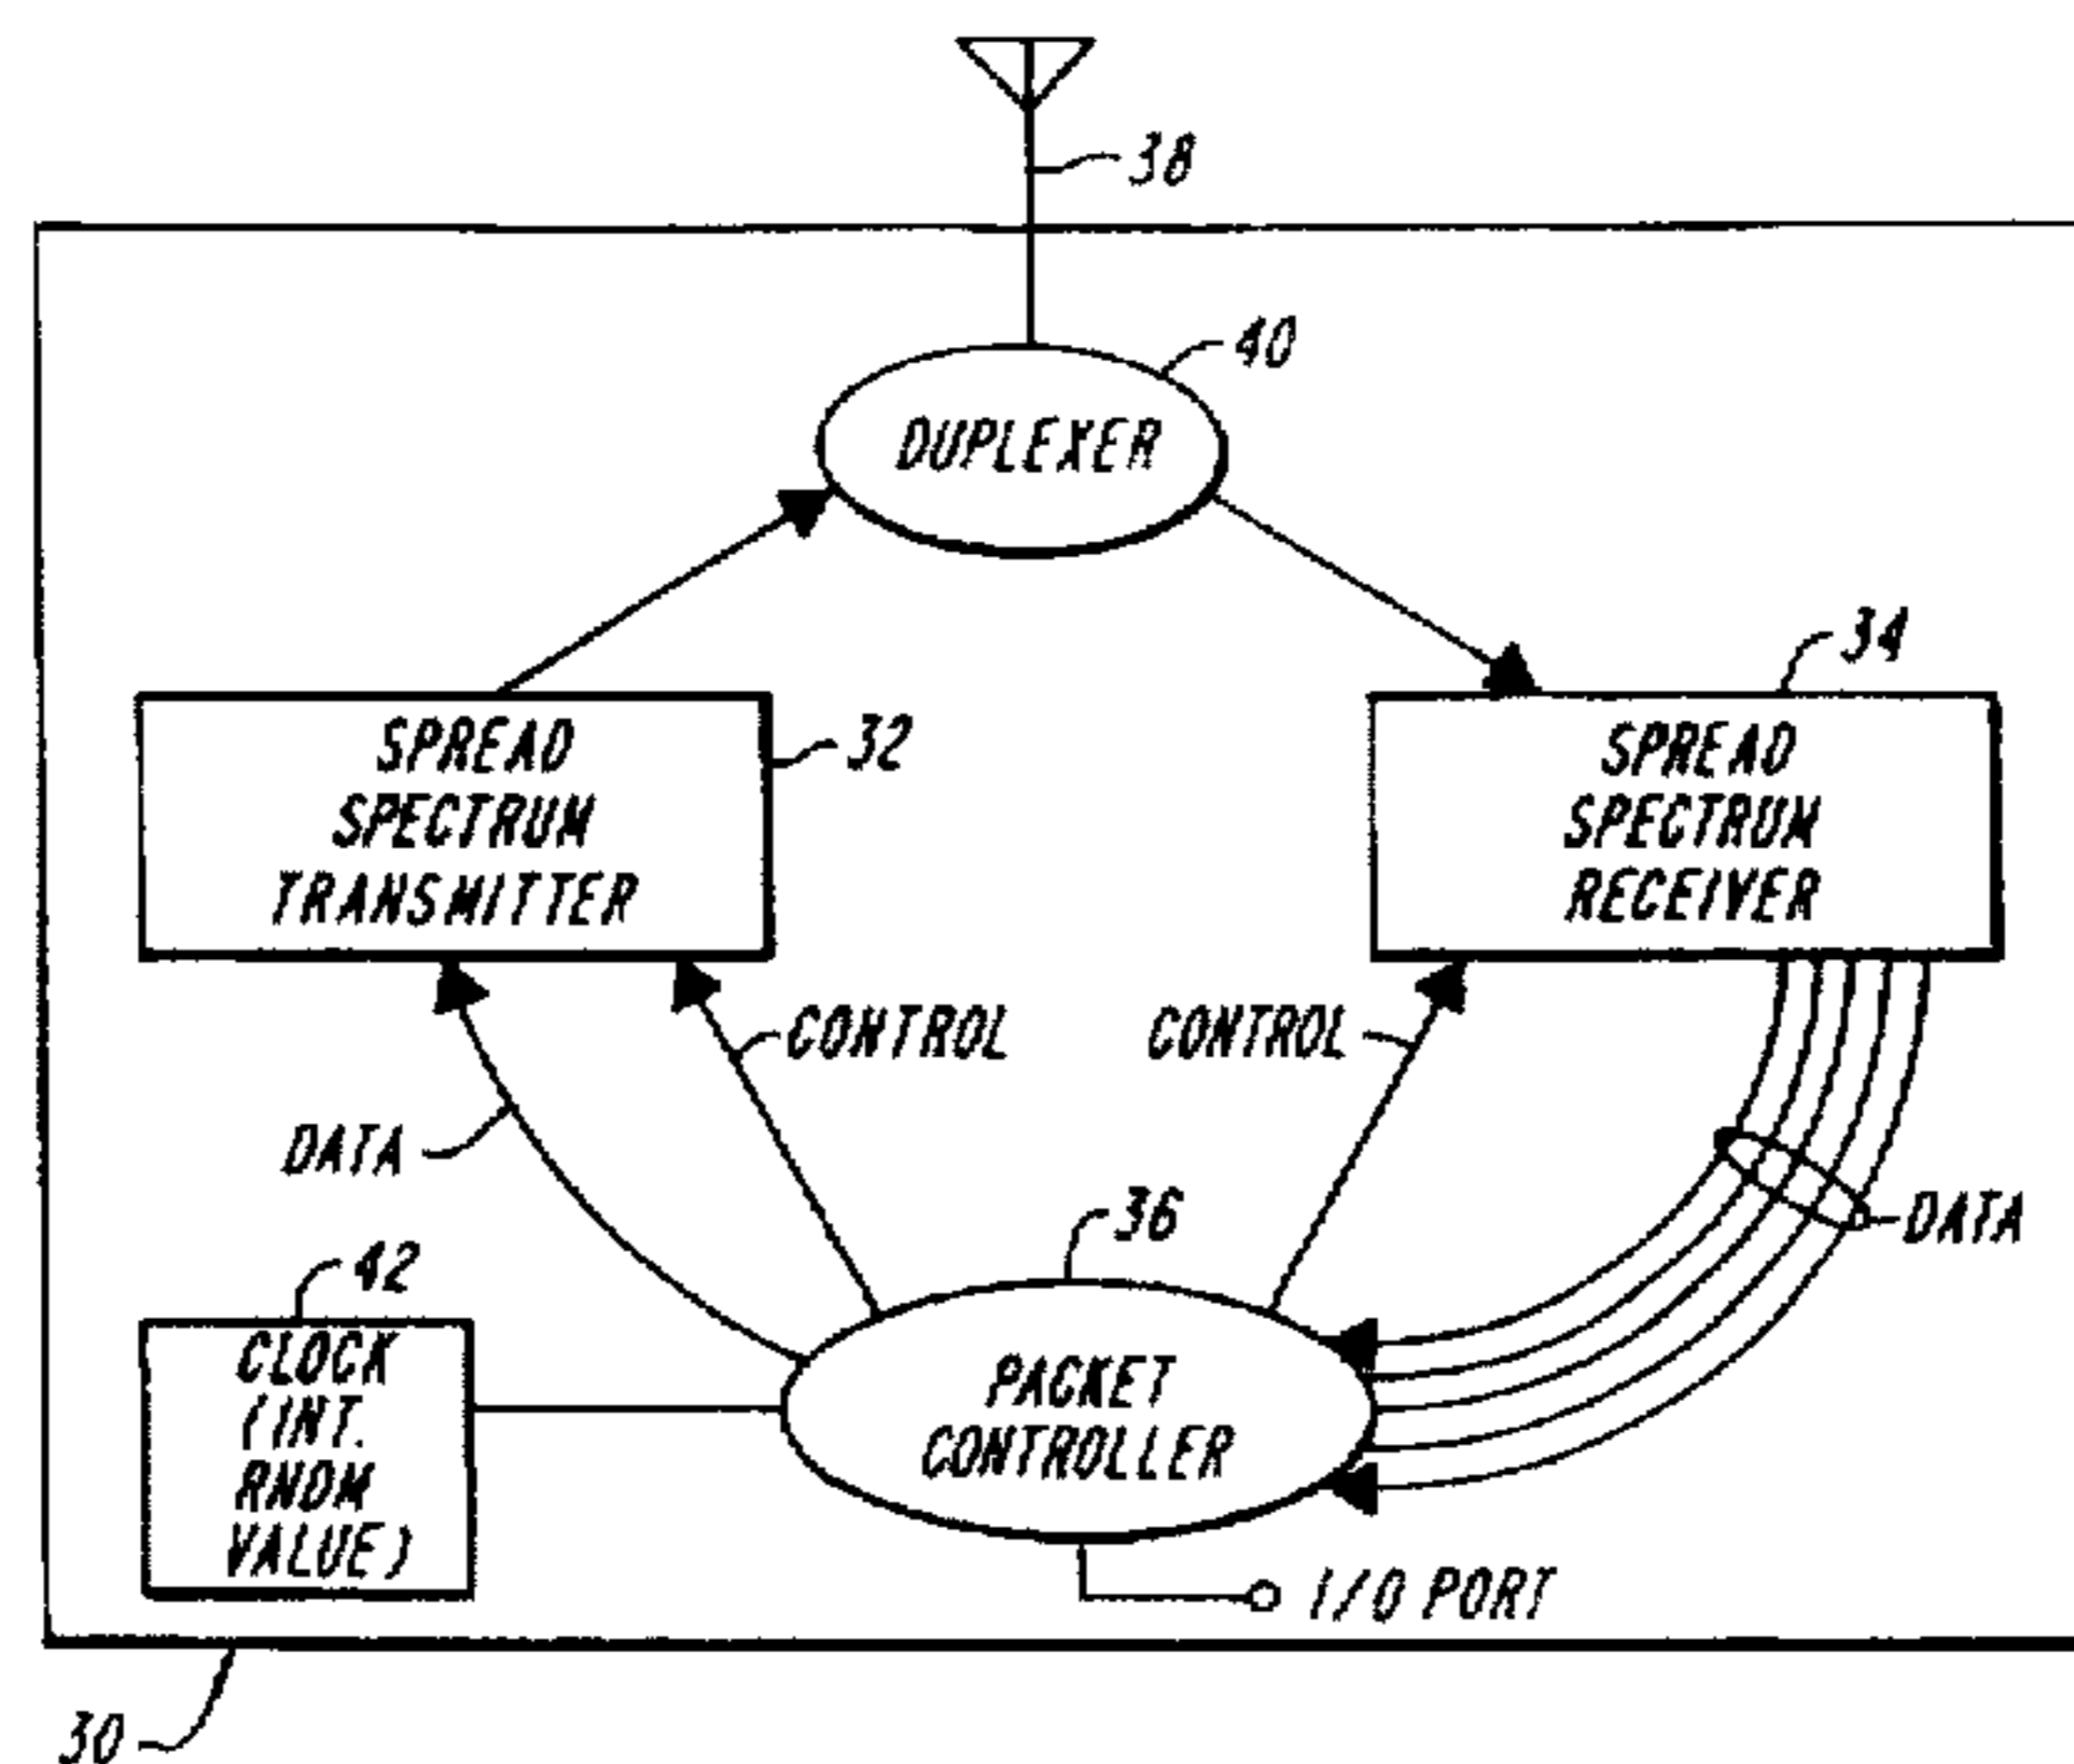 38
40
DUPLEXER
34
SPREAD
SPECTRUM
TRANSMITTER
32
SPREAD
SPECTRUM
RECEIVER
CONTROL
CONTROL
DATA
DATA
36
42
CLOCK
(INT.
RNDM
VALUE)
PACKET
CONTROLLER
I/O PORT
30